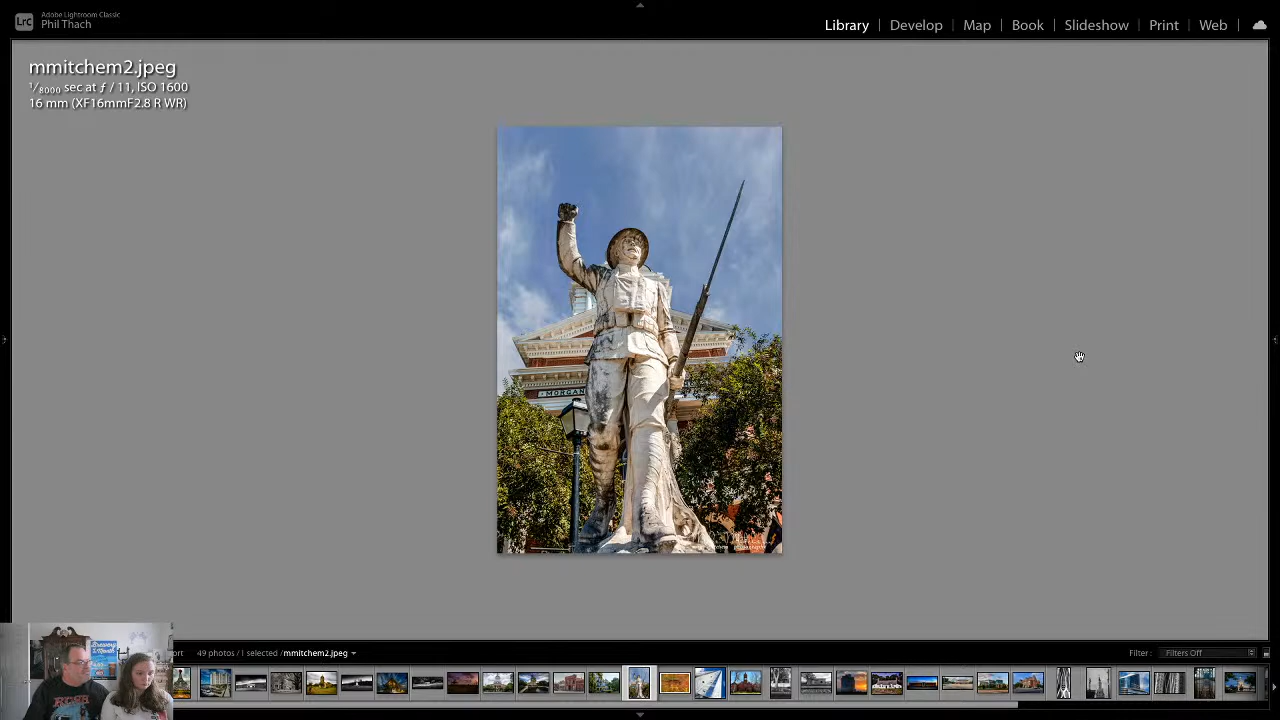 Adobe Lightroom Classic
Lrc
Phil Thach
Library
Develop
Map
Book
Slideshow
Print
Web
mmitchem2.jpeg
1/8000 sec at ƒ / 11, ISO 1600
16 mm (XF16mmF2.8 R WR)
MORGAN
49 photos / 1 selected / mmitchem2.jpeg
Filter :
Filters Off